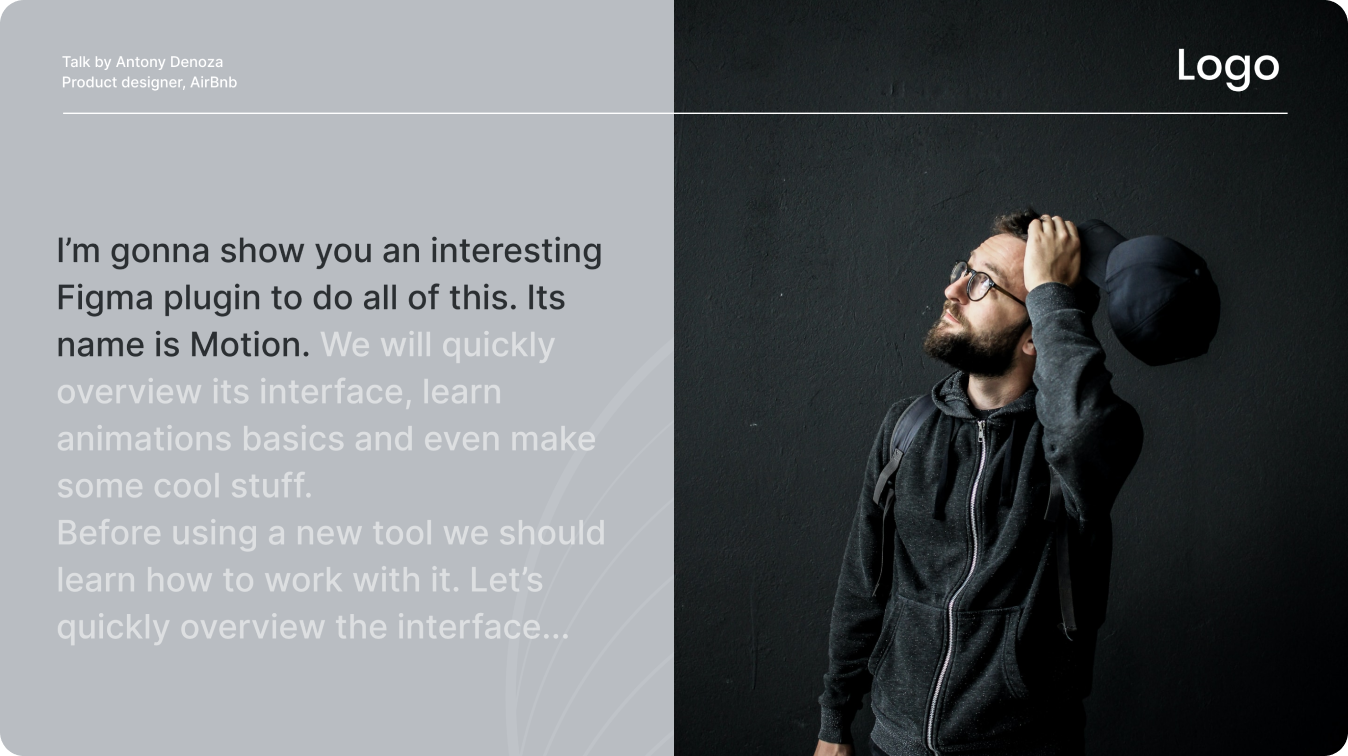 Talk by Antony Denoza
Product designer, AirBnb
Logo
I’m gonna show you an interesting
Figma plugin to do all of this. Its
name is Motion. We will quickly
overview its interface, learn
animations basics and even make
some cool stuff.
Before using a new tool we should
learn how to work with it. Let’s
quickly overview the interface...